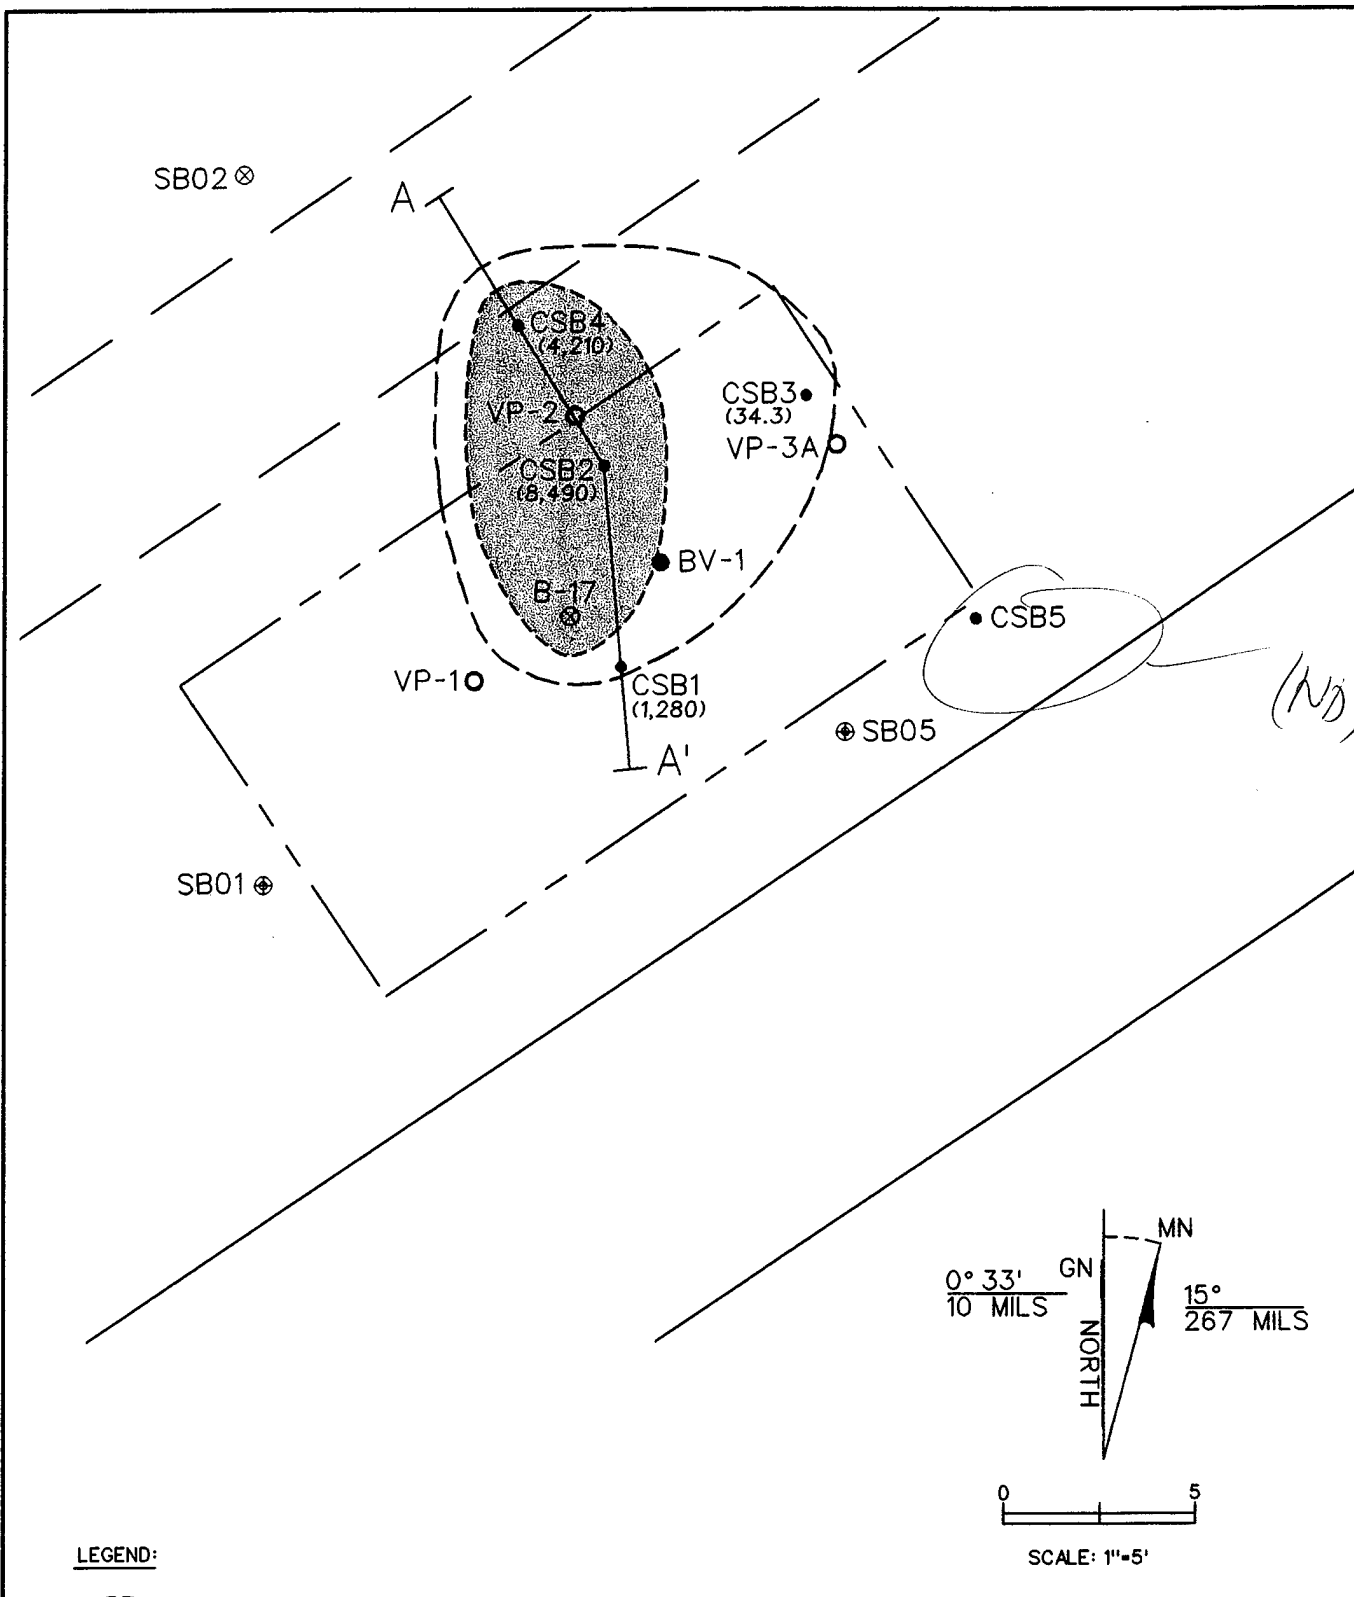 SB02
A
CSB4
(4,210)
VP-2
CSB3
(34.3)
VP-3A
CSB2
(8,490)
BV-1
B-17
CSB5
VP-1
CSB1
(1,280)
(ND)
SB05
A'
SB01
MN
GN
0° 33'
10 MILS
15°
267 MILS
NORTH
0 5
SCALE: 1"=5'
LEGEND: